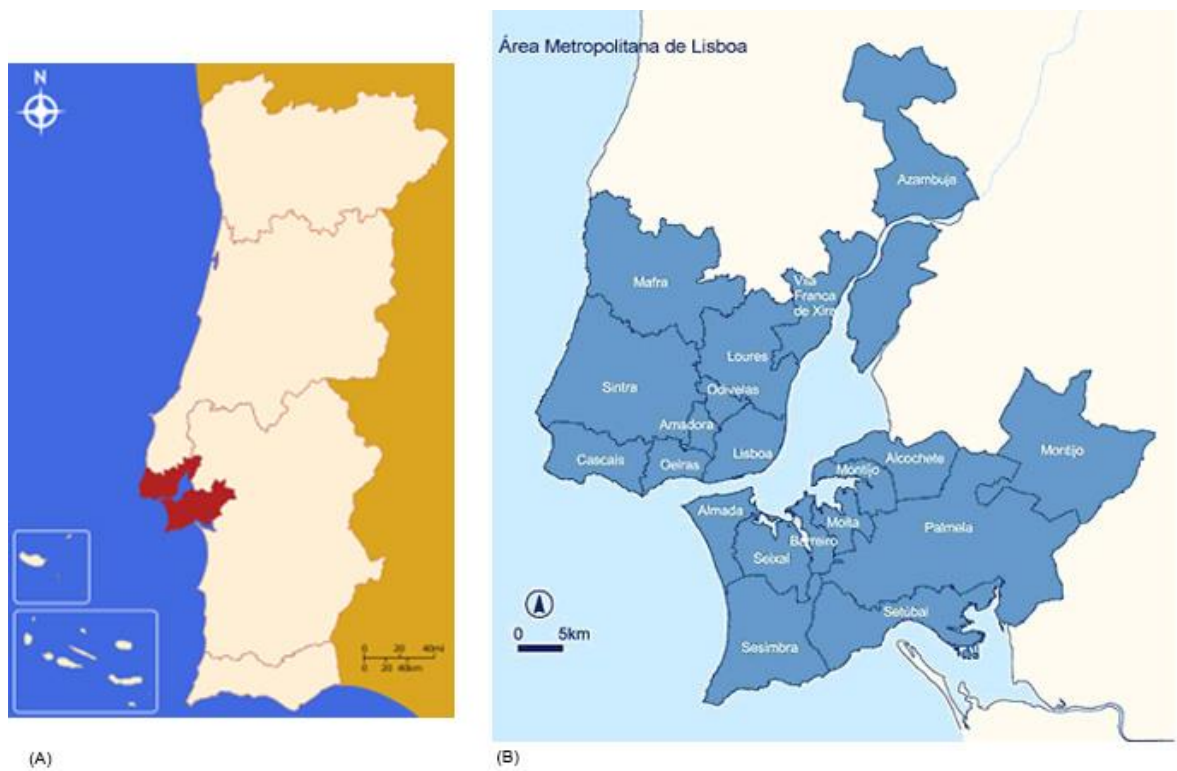 N
0 20 40mi
0 20 40km
(A)
Área Metropolitana de Lisboa
Azambuja
Mafra
Vila
Franca
de Xira
Loures
Sintra
Odivelas
Amadora
Cascais
Oeiras
Lisboa
Montijo
Alcochete
Montijo
Almada
Moita
Barreiro
Palmela
Seixal
Setúbal
Sesimbra
0 5km
(B)